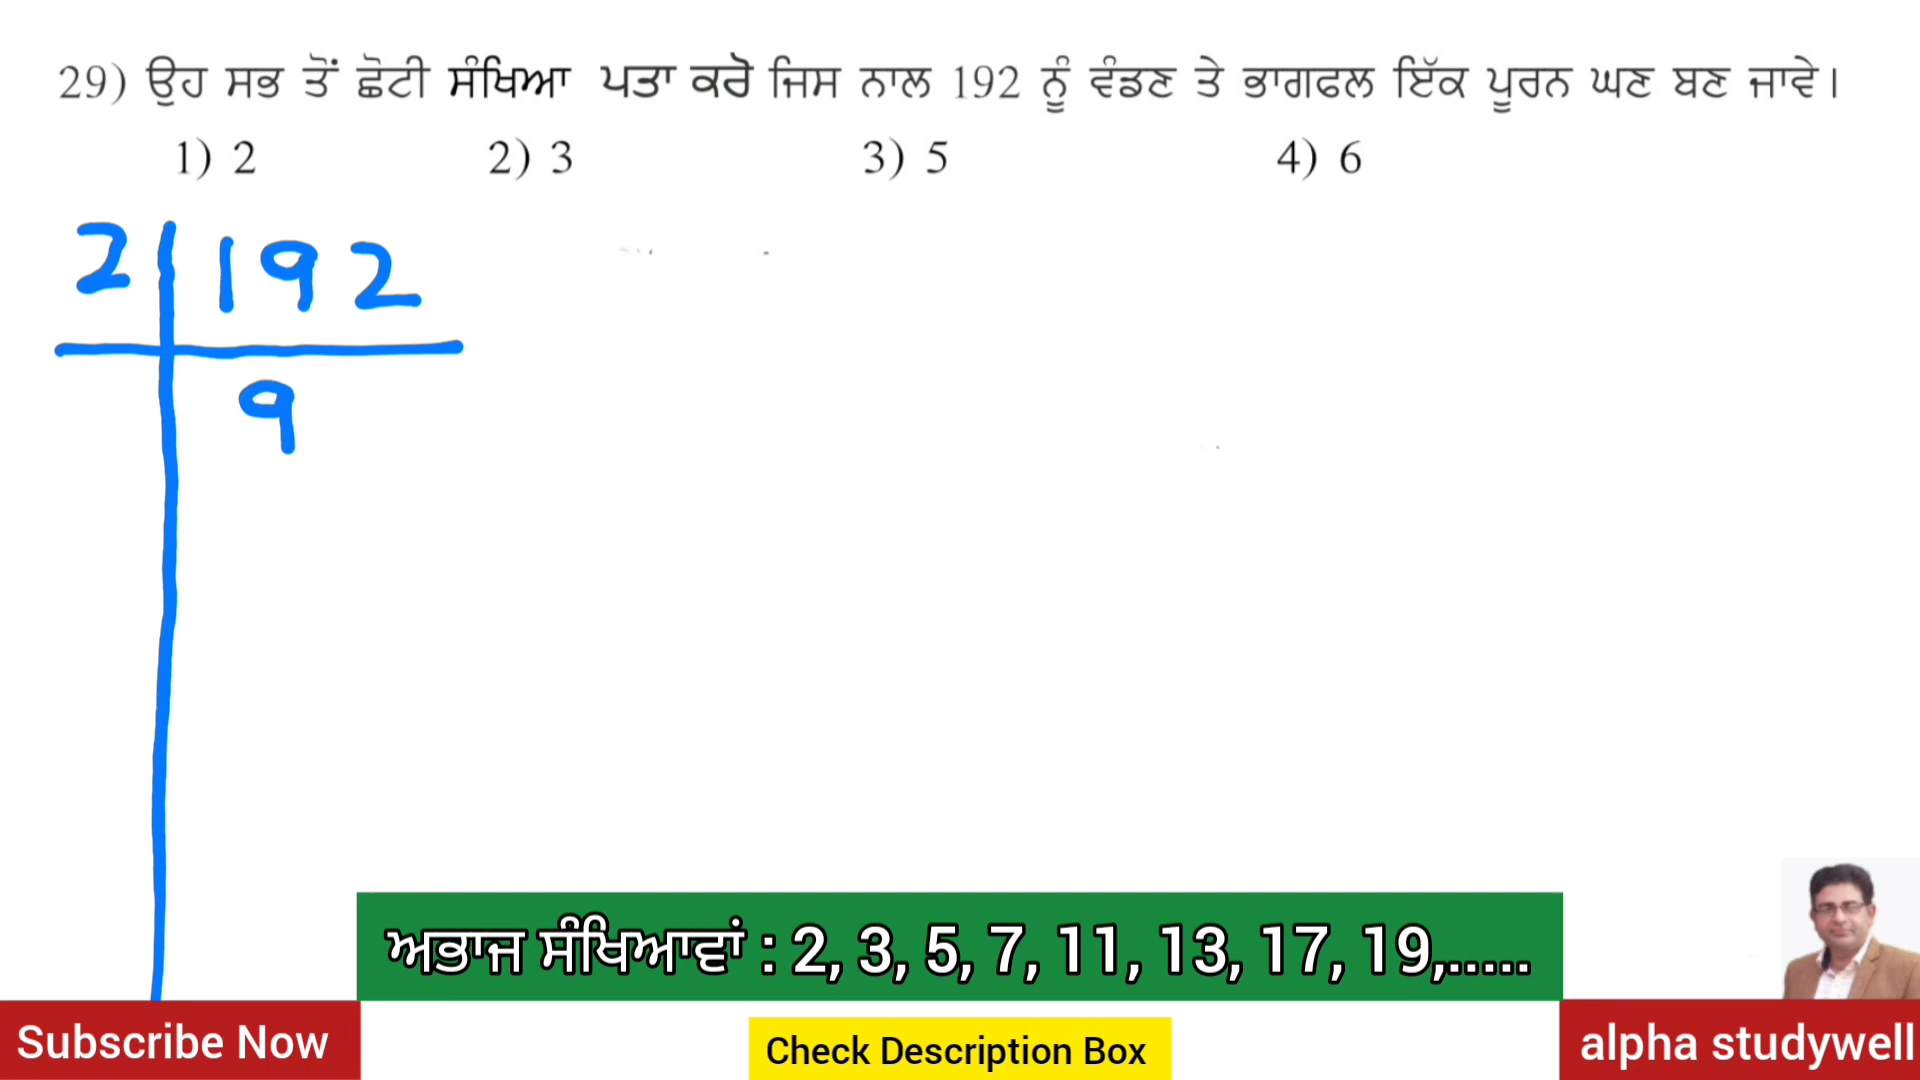 29) ਉਹ ਸਭ ਤੋਂ ਛੋਟੀ ਸੰਖਿਆ ਪਤਾ ਕਰੋ ਜਿਸ ਨਾਲ 192 ਨੂੰ ਵੰਡਣ ਤੇ ਭਾਗਫਲ ਇੱਕ ਪੂਰਨ ਘਣ ਬਣ ਜਾਵੇ।
1) 2 2) 3 3) 5 4) 6
2 192
9
ਅਭਾਜ ਸੰਖਿਆਵਾਂ : 2, 3, 5, 7, 11, 13, 17, 19,.....
Subscribe Now
Check Description Box
alpha studywell